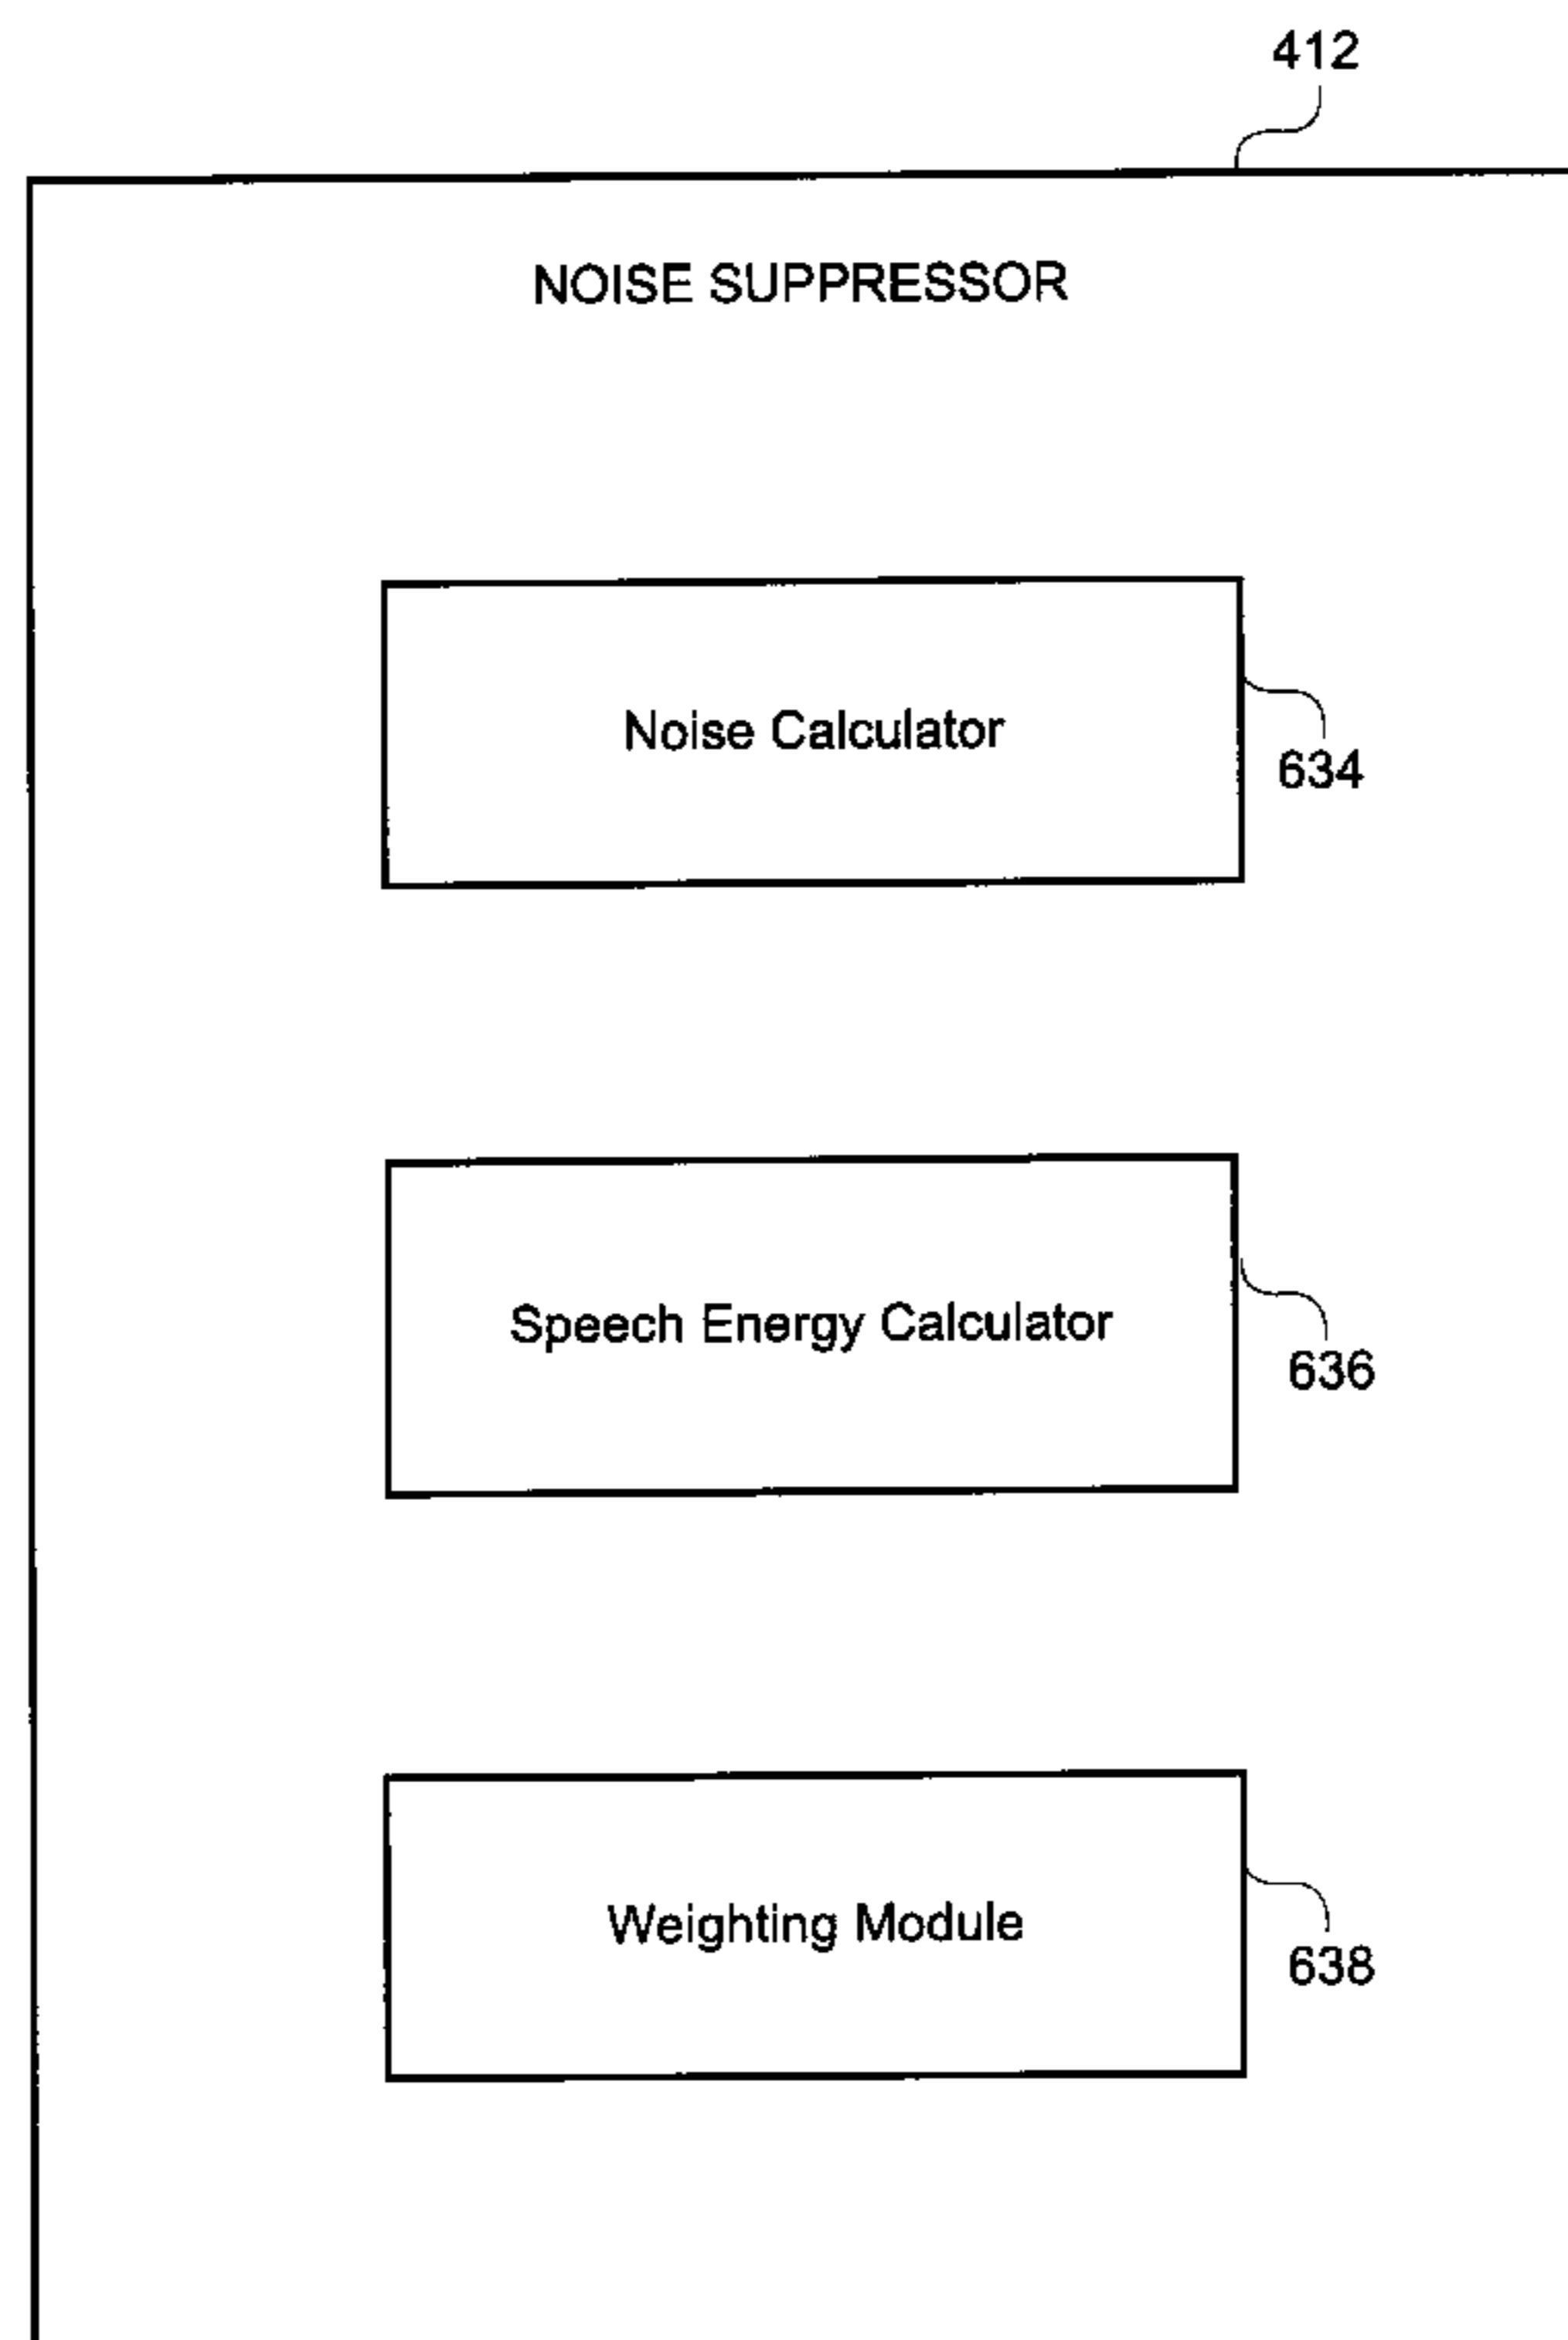 412
NOISE SUPPRESSOR
Noise Calculator
634
Speech Energy Calculator
636
Weighting Module
638